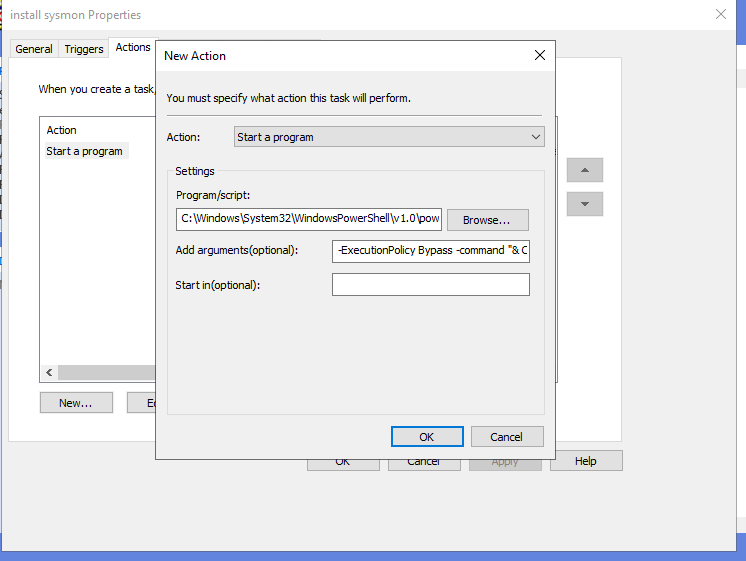 install sysmon Properties
General Triggers Actions
New Action
When you create a task,
You must specify what action this task will perform.
Action
Action: Start a program
Start a program
Settings
Program/script:
C:\Windows\System32\WindowsPowerShell\v1.0\pow Browse...
Add arguments(optional): -ExecutionPolicy Bypass -command "& C
Start in(optional):
New...
OK Cancel
OK Cancel Apply Help